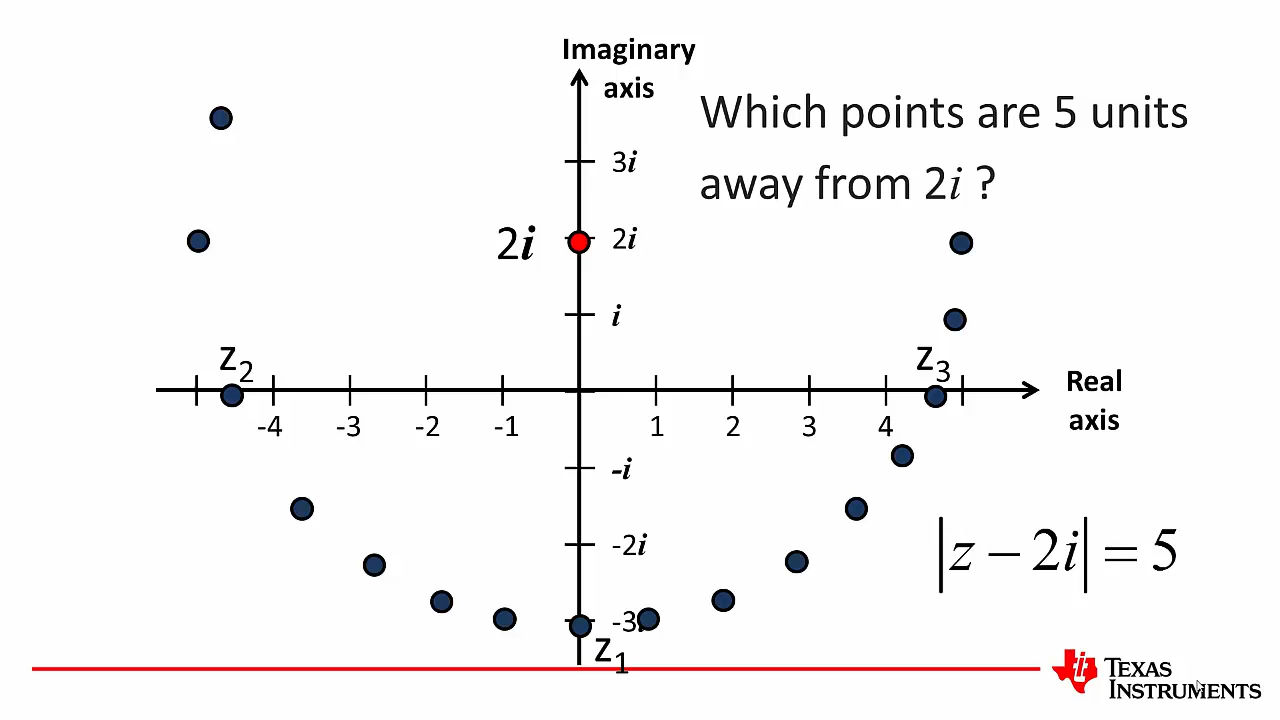 Imaginary
axis
Which points are 5 units
away from 2i ?
3i
2i
2i
i
z2
z3
Real
axis
-4
-3
-2
-1
1
2
3
4
-i
-2i
|z − 2i| = 5
-3i
z1
TEXAS
INSTRUMENTS